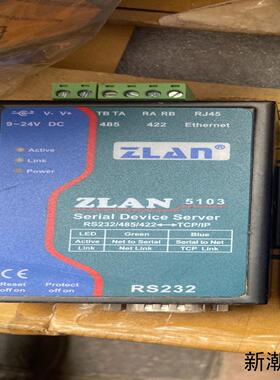 V- V+ TB TA RA RB RJ45
9~24V DC 485 422 Ethernet
Active
Link
Power
ZLAN®
ZLAN 5103
Serial Device Server
RS232/485/422 TCP/IP
LED Green Blue
Active Net to Serial Serial to Net
Link Net Link TCP Link
Reset Protect
off on off on
RS232
CE
新潮